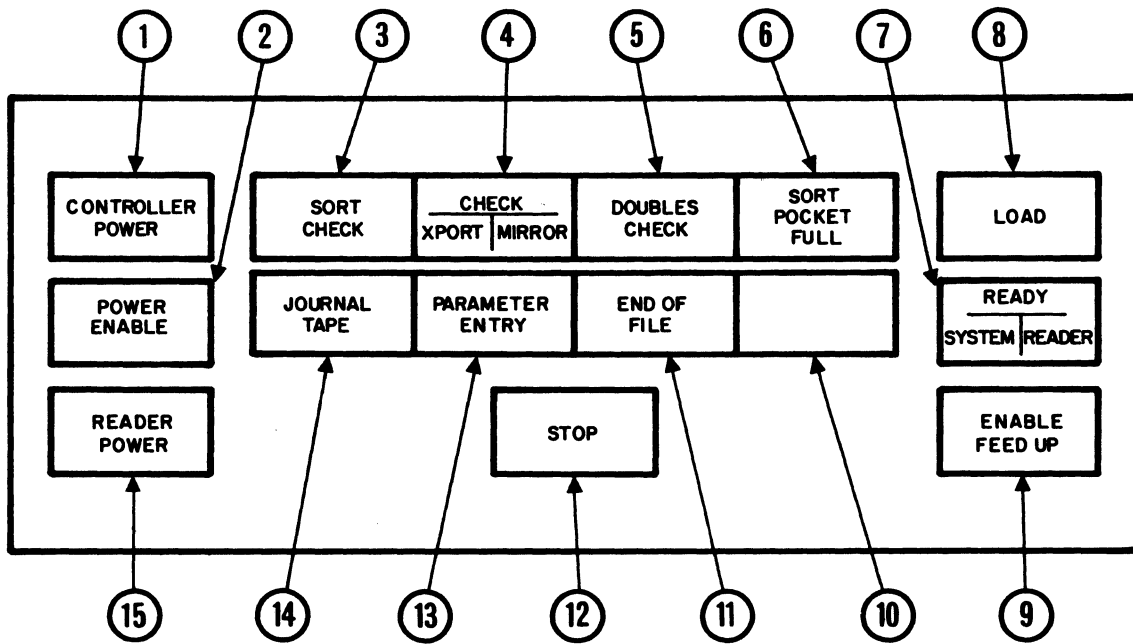 1 2 3 4 5 6 7 8
CONTROLLER
POWER
SORT
CHECK
CHECK
XPORT MIRROR
DOUBLES
CHECK
SORT
POCKET
FULL
LOAD
POWER
ENABLE
JOURNAL
TAPE
PARAMETER
ENTRY
END OF
FILE
READY
SYSTEM READER
READER
POWER
STOP
ENABLE
FEED UP
15 14 13 12 11 10 9